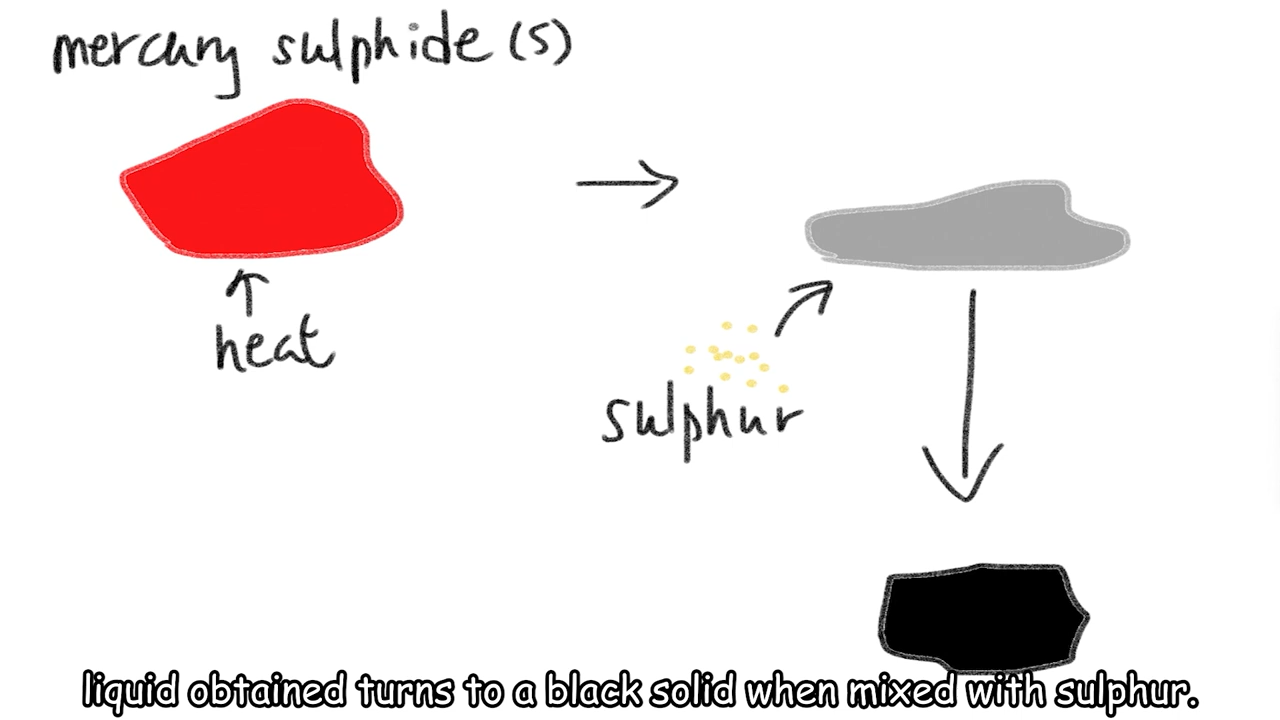 mercury sulphide (s)
heat
sulphur
liquid obtained turns to a black solid when mixed with sulphur.